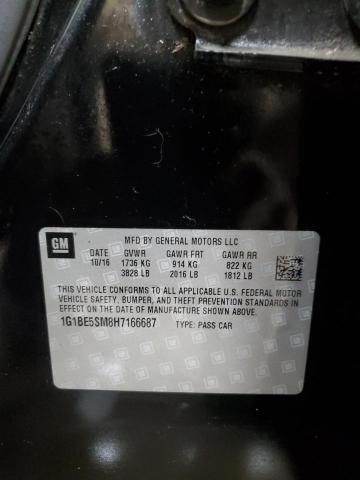 GM
MFD BY GENERAL MOTORS LLC
DATE GVWR GAWR FRT GAWR RR
10/16 1736 KG 914 KG 822 KG
3828 LB 2016 LB 1812 LB
THIS VEHICLE CONFORMS TO ALL APPLICABLE U.S. FEDERAL MOTOR
VEHICLE SAFETY, BUMPER, AND THEFT PREVENTION STANDARDS
IN EFFECT ON THE DATE OF MANUFACTURE SHOWN ABOVE.
1G1BE5SM8H7166687 TYPE: PASS CAR